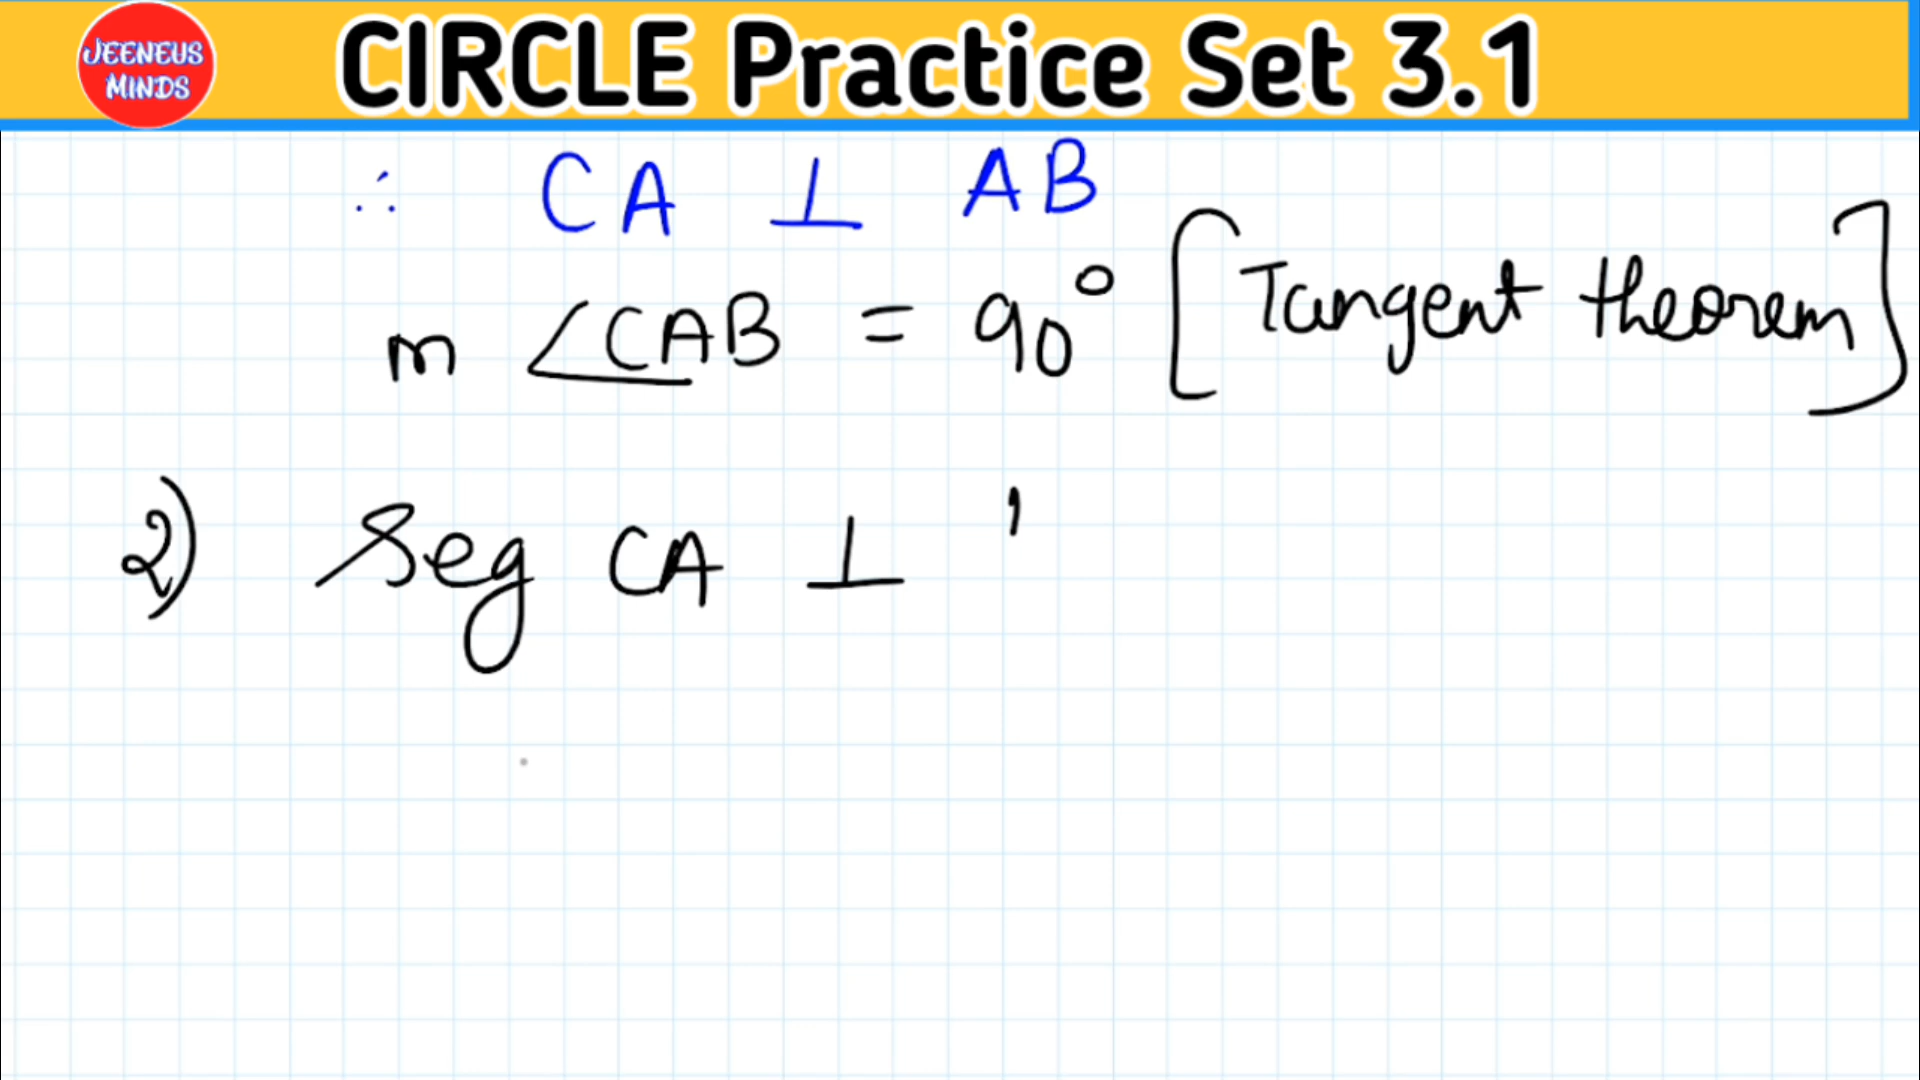 JEENEUS
MINDS
CIRCLE Practice Set 3.1
∴ CA ⊥ AB
m ∠CAB = 90° [Tangent theorem]
2) Seg CA ⊥ '